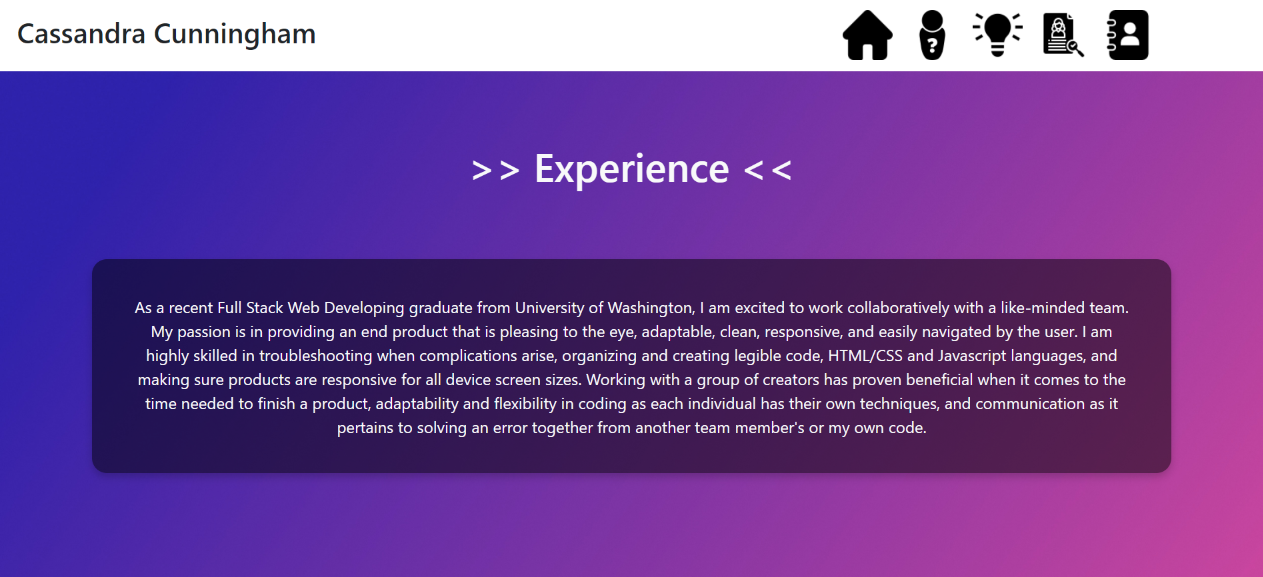 Cassandra Cunningham
?
>> Experience <<
As a recent Full Stack Web Developing graduate from University of Washington, I am excited to work collaboratively with a like-minded team.
My passion is in providing an end product that is pleasing to the eye, adaptable, clean, responsive, and easily navigated by the user. I am
highly skilled in troubleshooting when complications arise, organizing and creating legible code, HTML/CSS and Javascript languages, and
making sure products are responsive for all device screen sizes. Working with a group of creators has proven beneficial when it comes to the
time needed to finish a product, adaptability and flexibility in coding as each individual has their own techniques, and communication as it
pertains to solving an error together from another team member's or my own code.